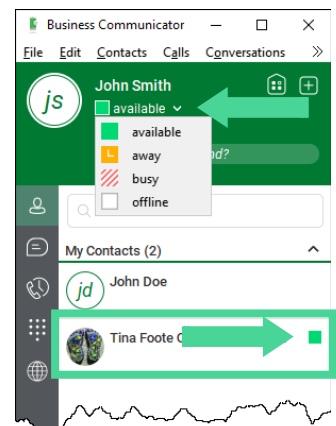 Business Communicator
File Edit Contacts Calls Conversations
John Smith
js
available
available
away
busy
offline
nd?
My Contacts (2)
jd John Doe
Tina Foote